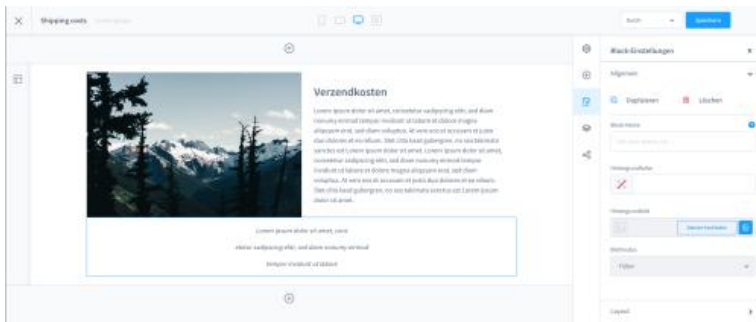 Shipping costs
Speichern
Block-Einstellungen
Allgemein
Duplizieren
Löschen
Verzendkosten
Lorem ipsum dolor sit amet, consetetur sadipscing elitr, sed diam
nonumy eirmod tempor invidunt ut labore et dolore magna
aliquyam erat, sed diam voluptua. At vero eos et accusam et justo
duo dolores et ea rebum. Stet clita kasd gubergren, no sea takimata
sanctus est Lorem ipsum dolor sit amet. Lorem ipsum dolor sit amet,
consetetur sadipscing elitr, sed diam nonumy eirmod tempor
invidunt ut labore et dolore magna aliquyam erat, sed diam
voluptua. At vero eos et accusam et justo duo dolores et ea rebum.
Stet clita kasd gubergren, no sea takimata sanctus est Lorem ipsum
dolor sit amet.
Lorem ipsum dolor sit amet, cons
etetur sadipscing elitr, sed diam nonumy eirmod
tempor invidunt ut labore
Block-Name
Hintergrundfarbe
Hintergrundbild
Füllen
Layout